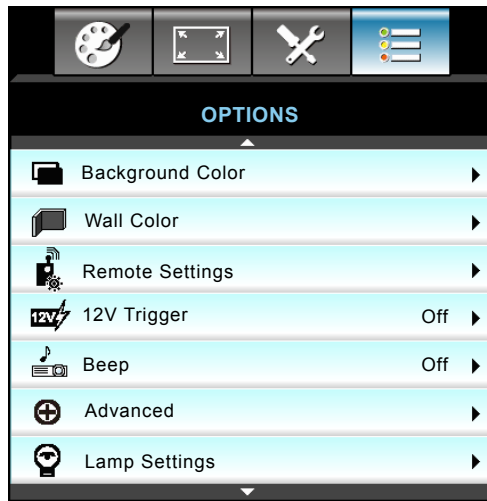 OPTIONS
Background Color
Wall Color
Remote Settings
12V 12V Trigger Off
Beep Off
Advanced
Lamp Settings